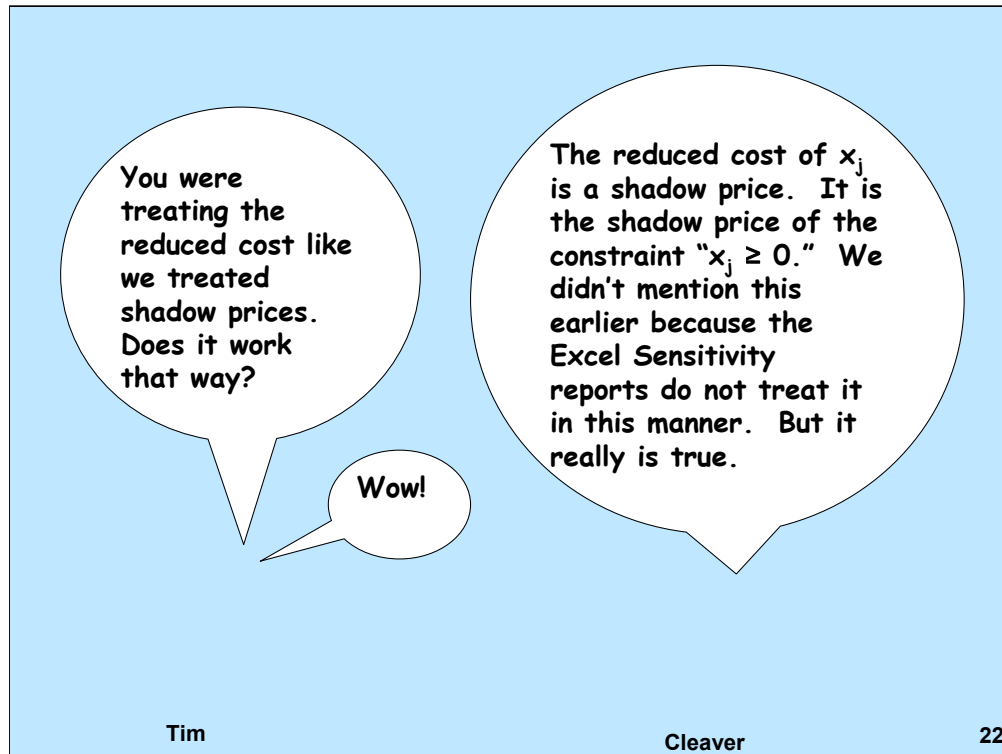 You were
treating the
reduced cost like
we treated
shadow prices.
Does it work
that way?
The reduced cost of xⱼ
is a shadow price.  It is
the shadow price of the
constraint “xⱼ ≥ 0.”  We
didn’t mention this
earlier because the
Excel Sensitivity
reports do not treat it
in this manner.  But it
really is true.
Wow!
Tim
Cleaver
22